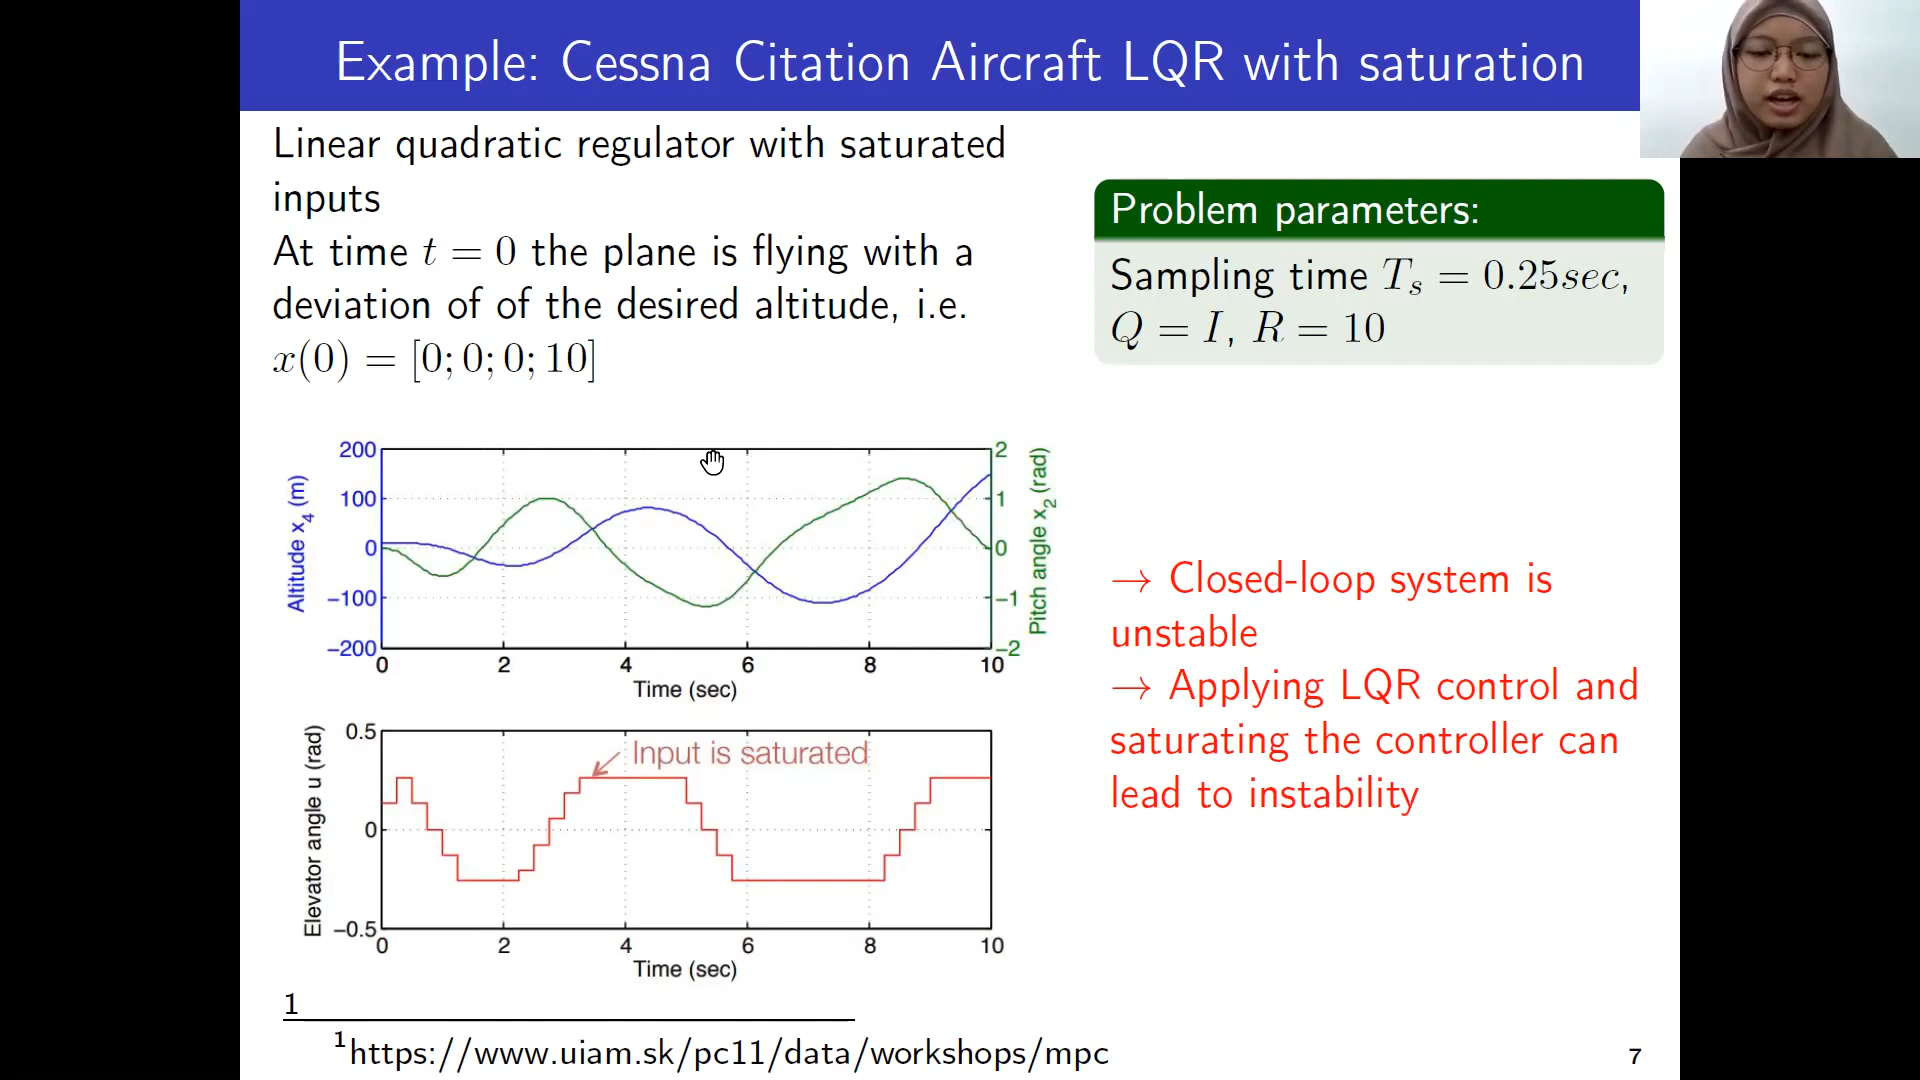 Example: Cessna Citation Aircraft LQR with saturation
Linear quadratic regulator with saturated
inputs
At time t = 0 the plane is flying with a
deviation of of the desired altitude, i.e.
x(0) = [0; 0; 0; 10]
Problem parameters:
Sampling time Tₛ = 0.25sec,
Q = I, R = 10
200
100
0
−100
−200
Altitude x₄ (m)
2
1
0
−1
−2
Pitch angle x₂ (rad)
0 2 4 6 8 10
Time (sec)
→ Closed-loop system is
unstable
→ Applying LQR control and
saturating the controller can
lead to instability
0.5
0
−0.5
Elevator angle u (rad)
Input is saturated
0 2 4 6 8 10
Time (sec)
1
¹https://www.uiam.sk/pc11/data/workshops/mpc
7